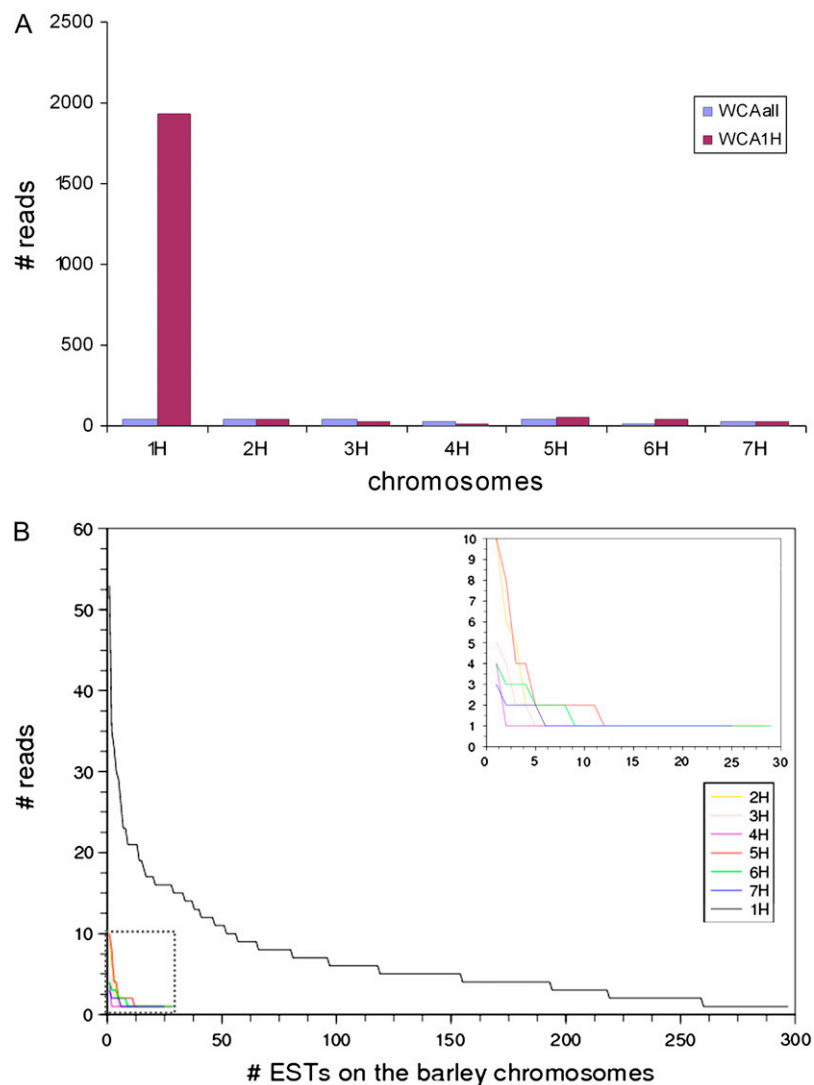 A
2500
2000
1500
1000
500
0
# reads
WCAall
WCA1H
1H 2H 3H 4H 5H 6H 7H
chromosomes
B
60
50
40
30
20
10
0
# reads
10
9
8
7
6
5
4
3
2
1
0 5 10 15 20 25 30
2H
3H
4H
5H
6H
7H
1H
0 50 100 150 200 250 300
# ESTs on the barley chromosomes